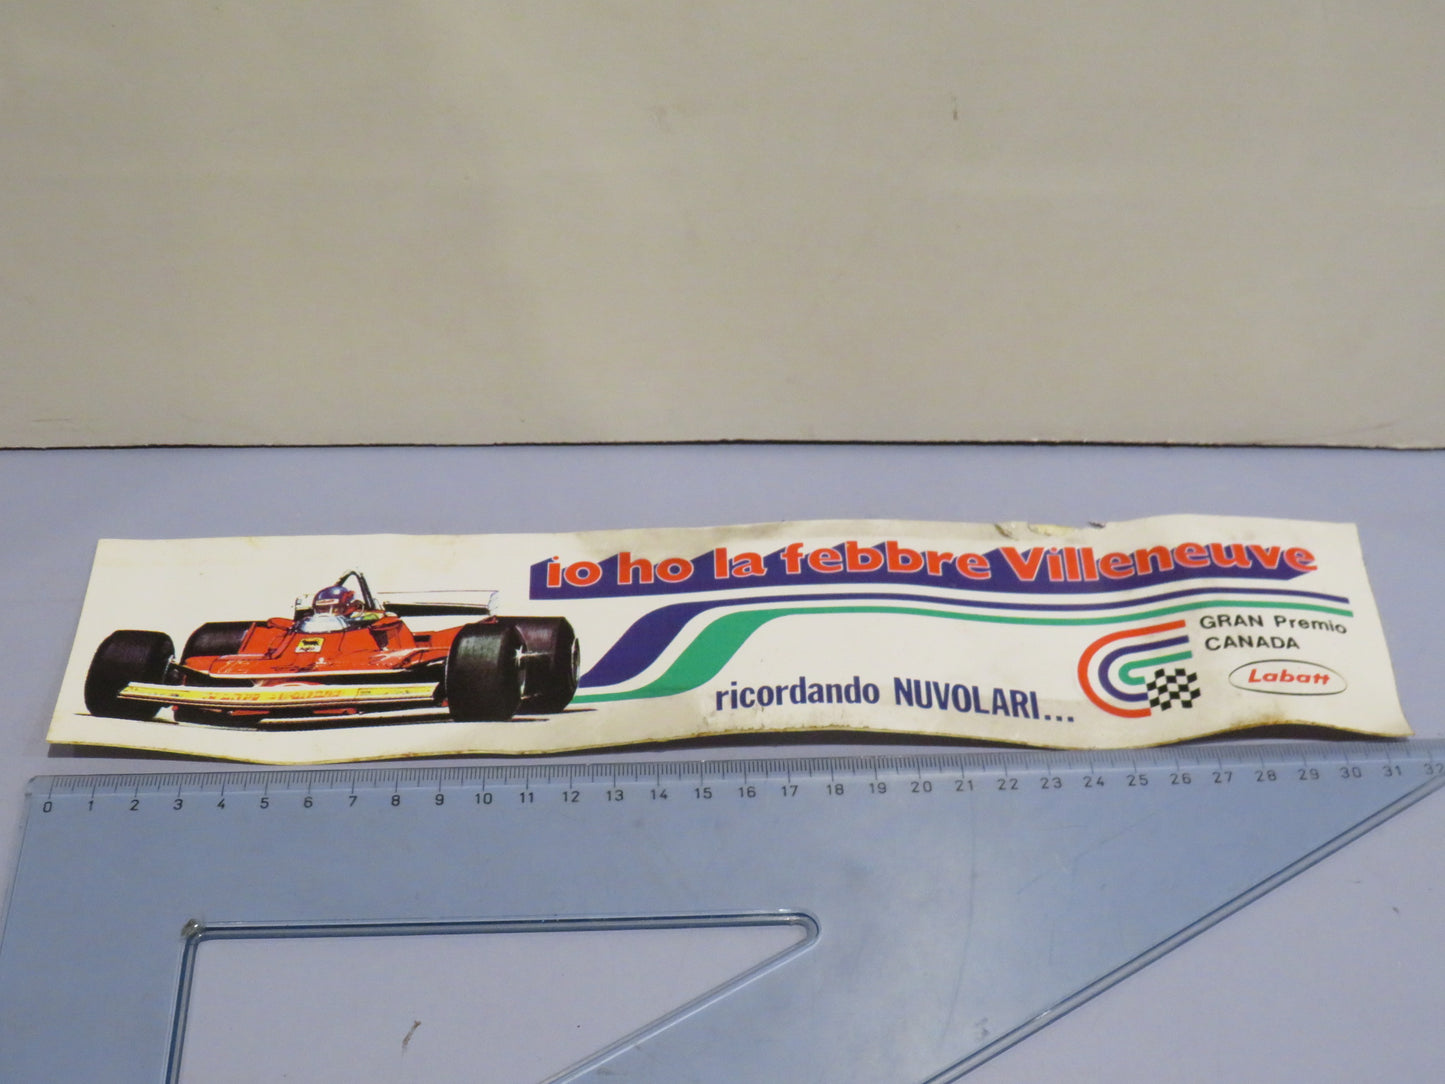 io ho la febbre Villeneuve
GRAN Premio
CANADA
Labatt
ricordando NUVOLARI...
0 1 2 3 4 5 6 7 8 9 10 11 12 13 14 15 16 17 18 19 20 21 22 23 24 25 26 27 28 29 30 31 32